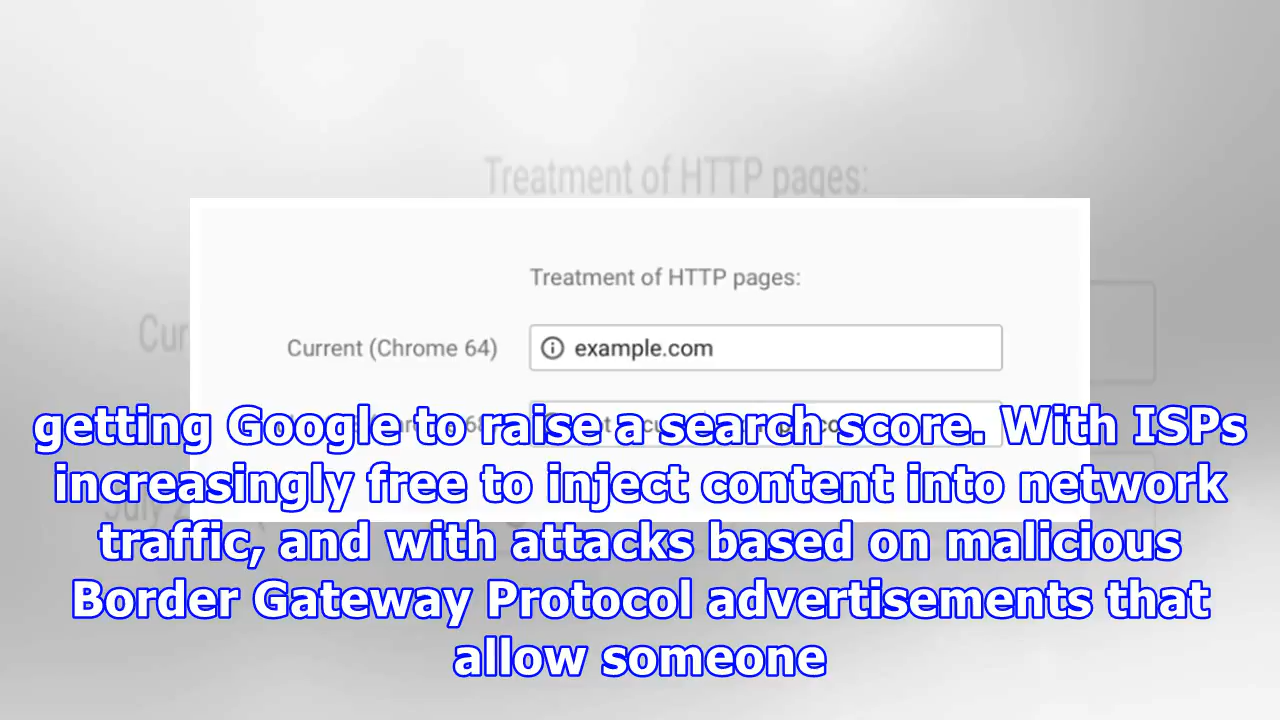 Treatment of HTTP pages:
Treatment of HTTP pages:
Current (Chrome 64)
example.com
getting Google to raise a search score. With ISPs
increasingly free to inject content into network
traffic, and with attacks based on malicious
Border Gateway Protocol advertisements that
allow someone